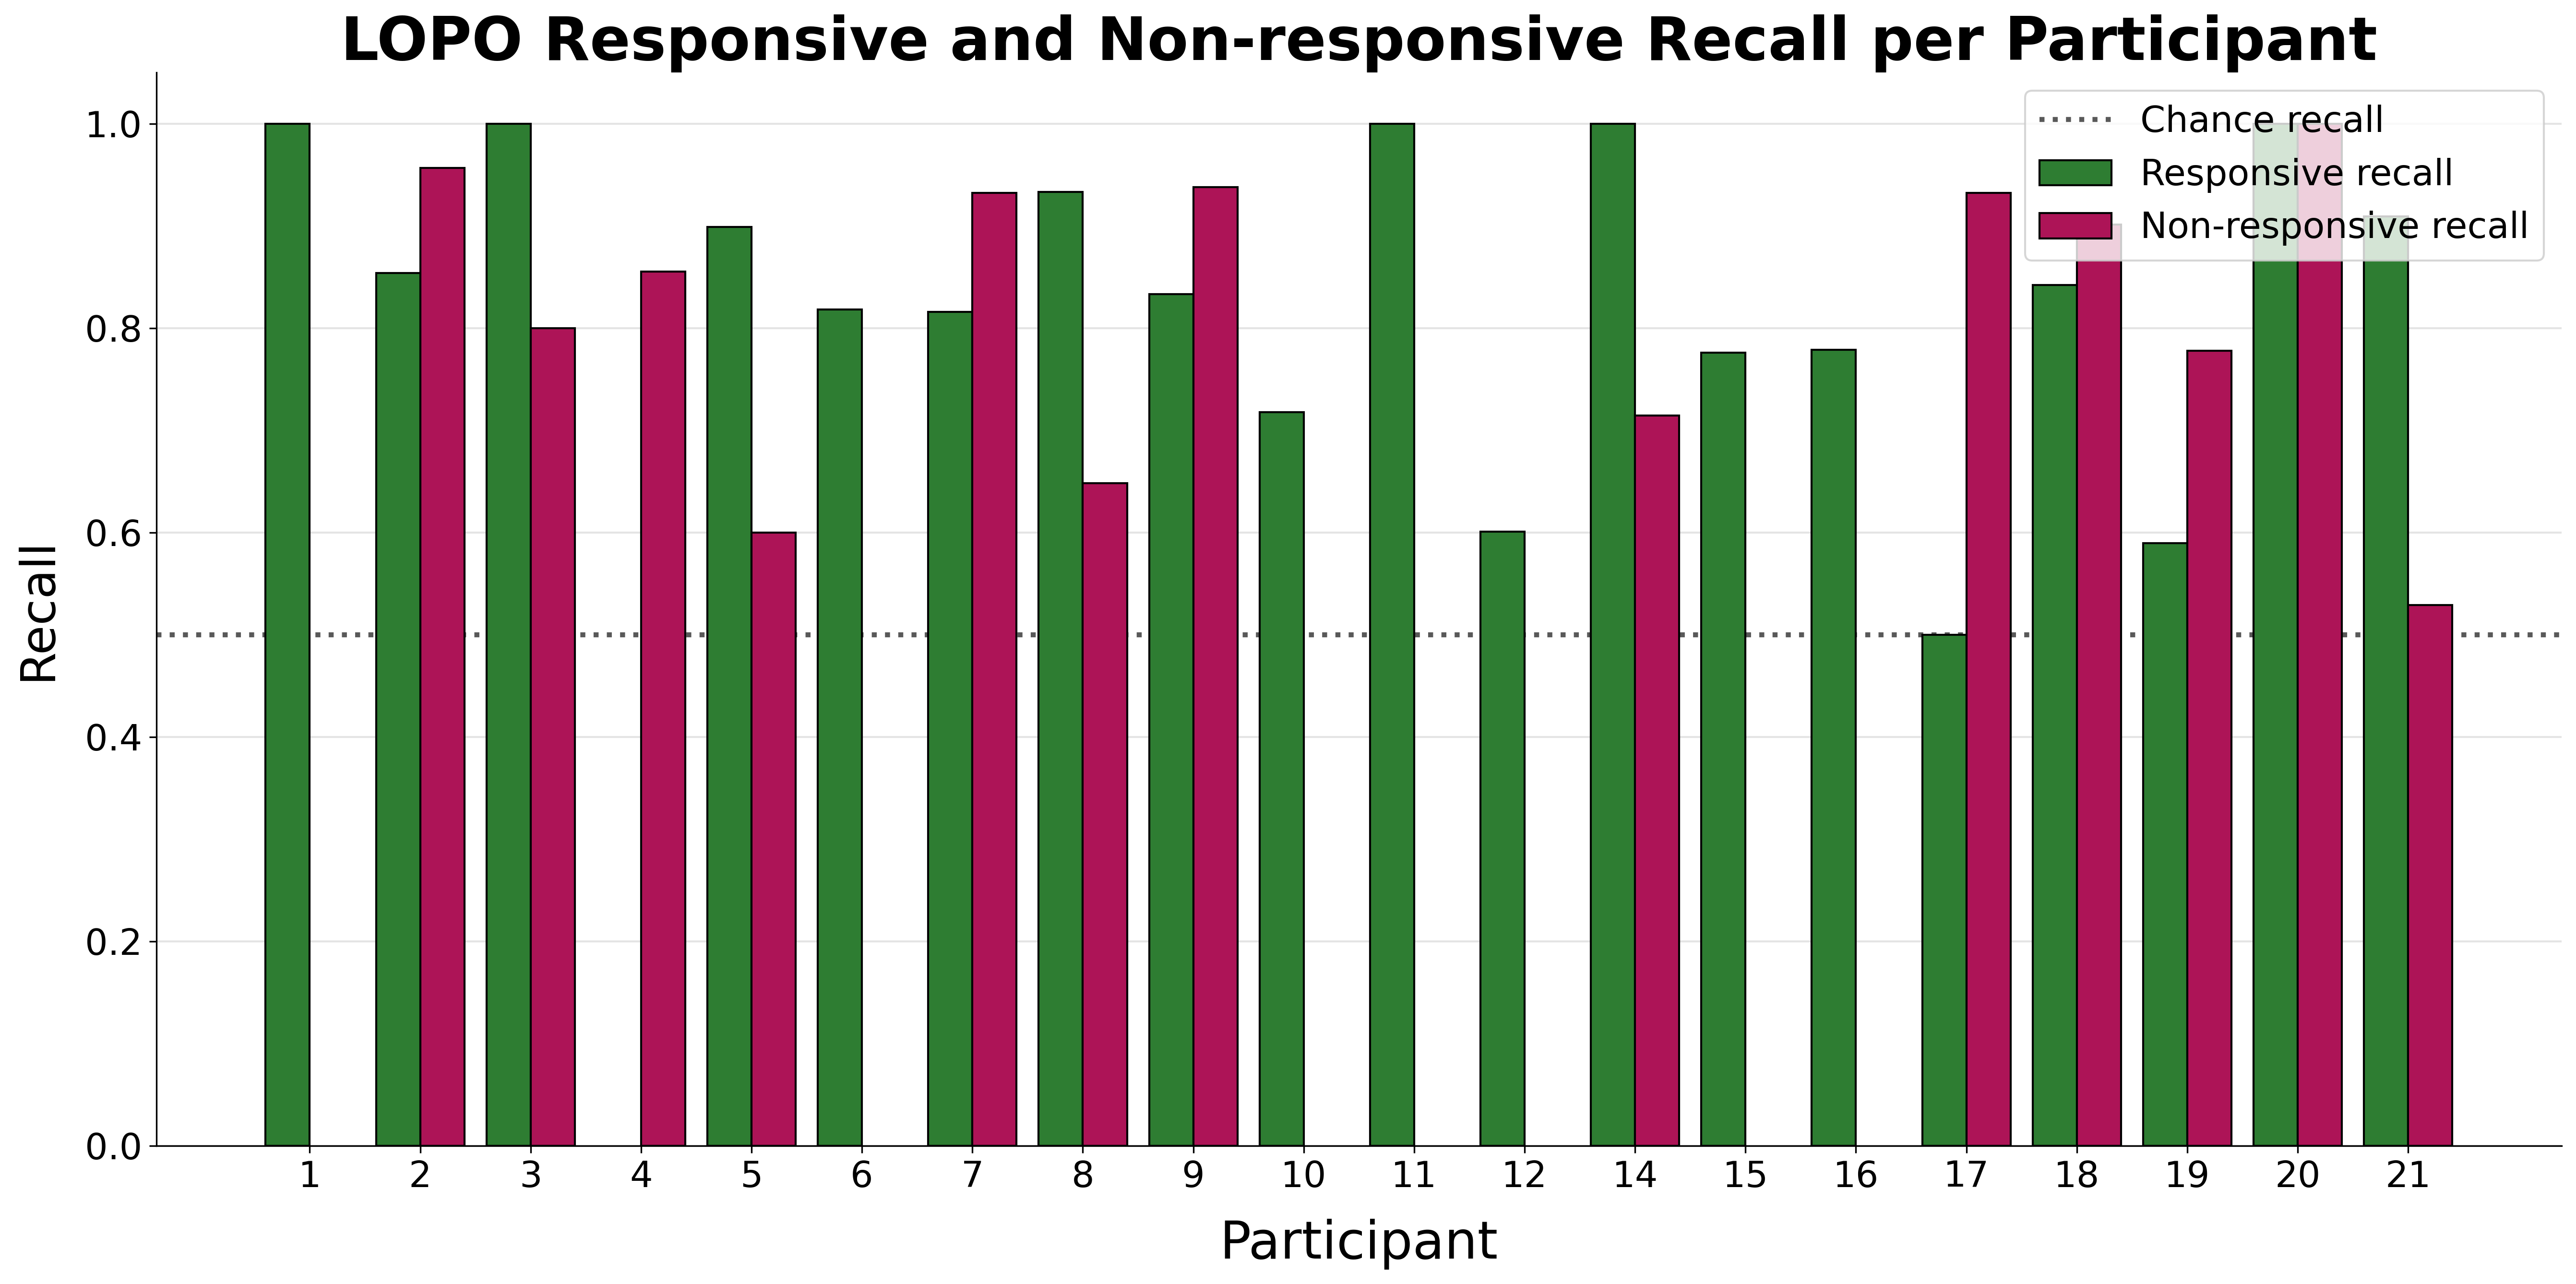 LOPO Responsive and Non-responsive Recall per Participant
Chance recall
Responsive recall
Non-responsive recall
Recall
1.0
0.8
0.6
0.4
0.2
0.0
1 2 3 4 5 6 7 8 9 10 11 12 14 15 16 17 18 19 20 21
Participant